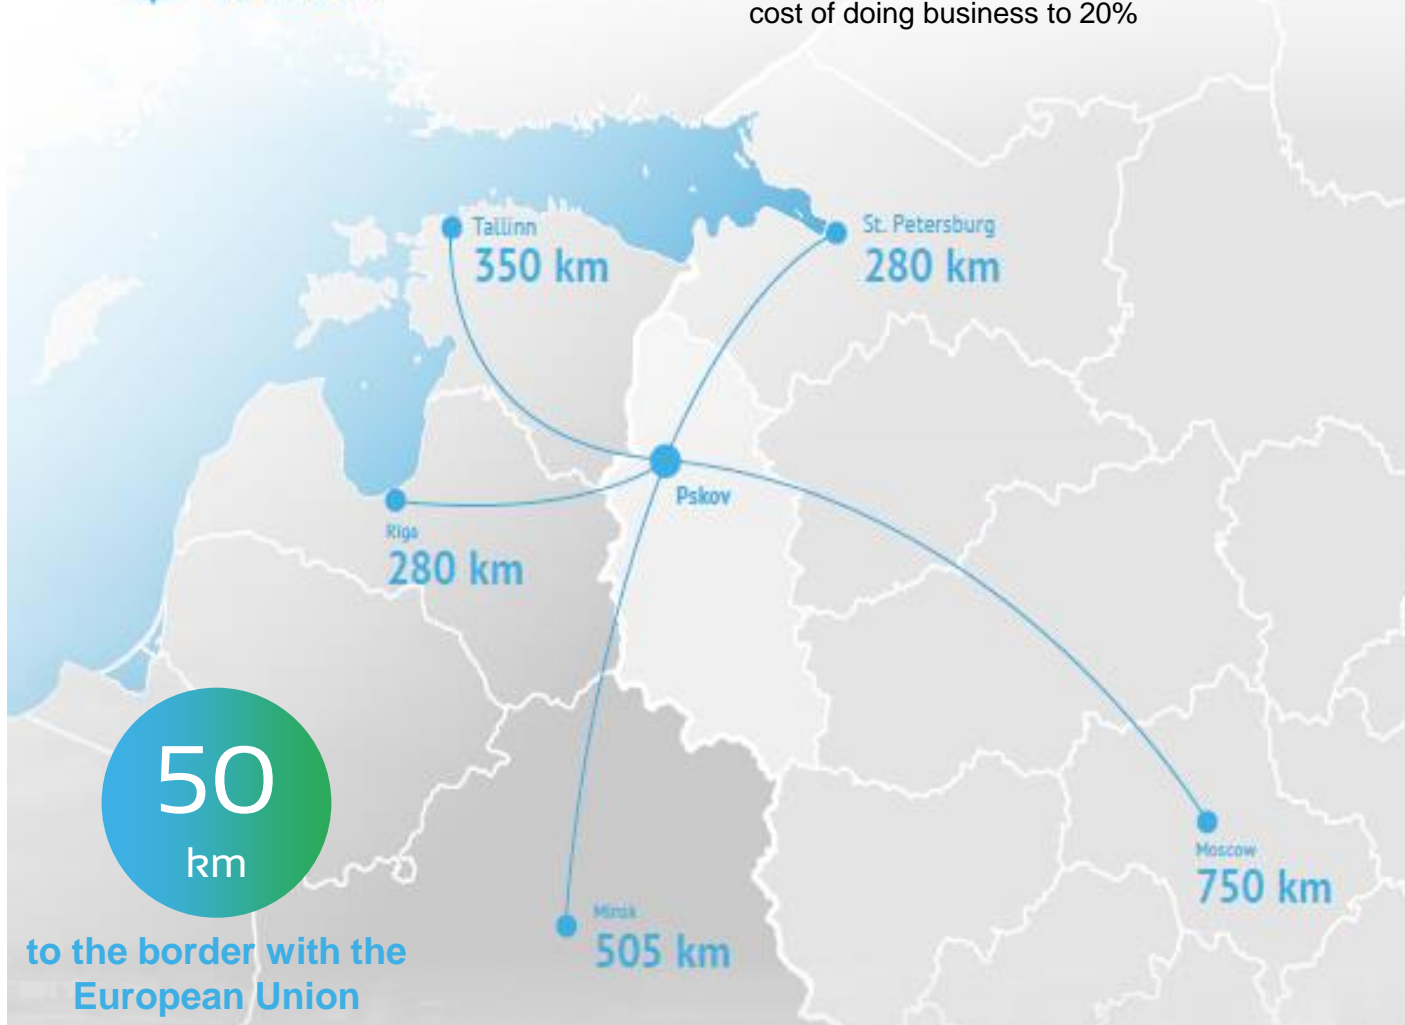 cost of doing business to 20%
Tallinn
350 km
St. Petersburg
280 km
Pskov
Riga
280 km
50
km
to the border with the
European Union
Moscow
750 km
Minsk
505 km